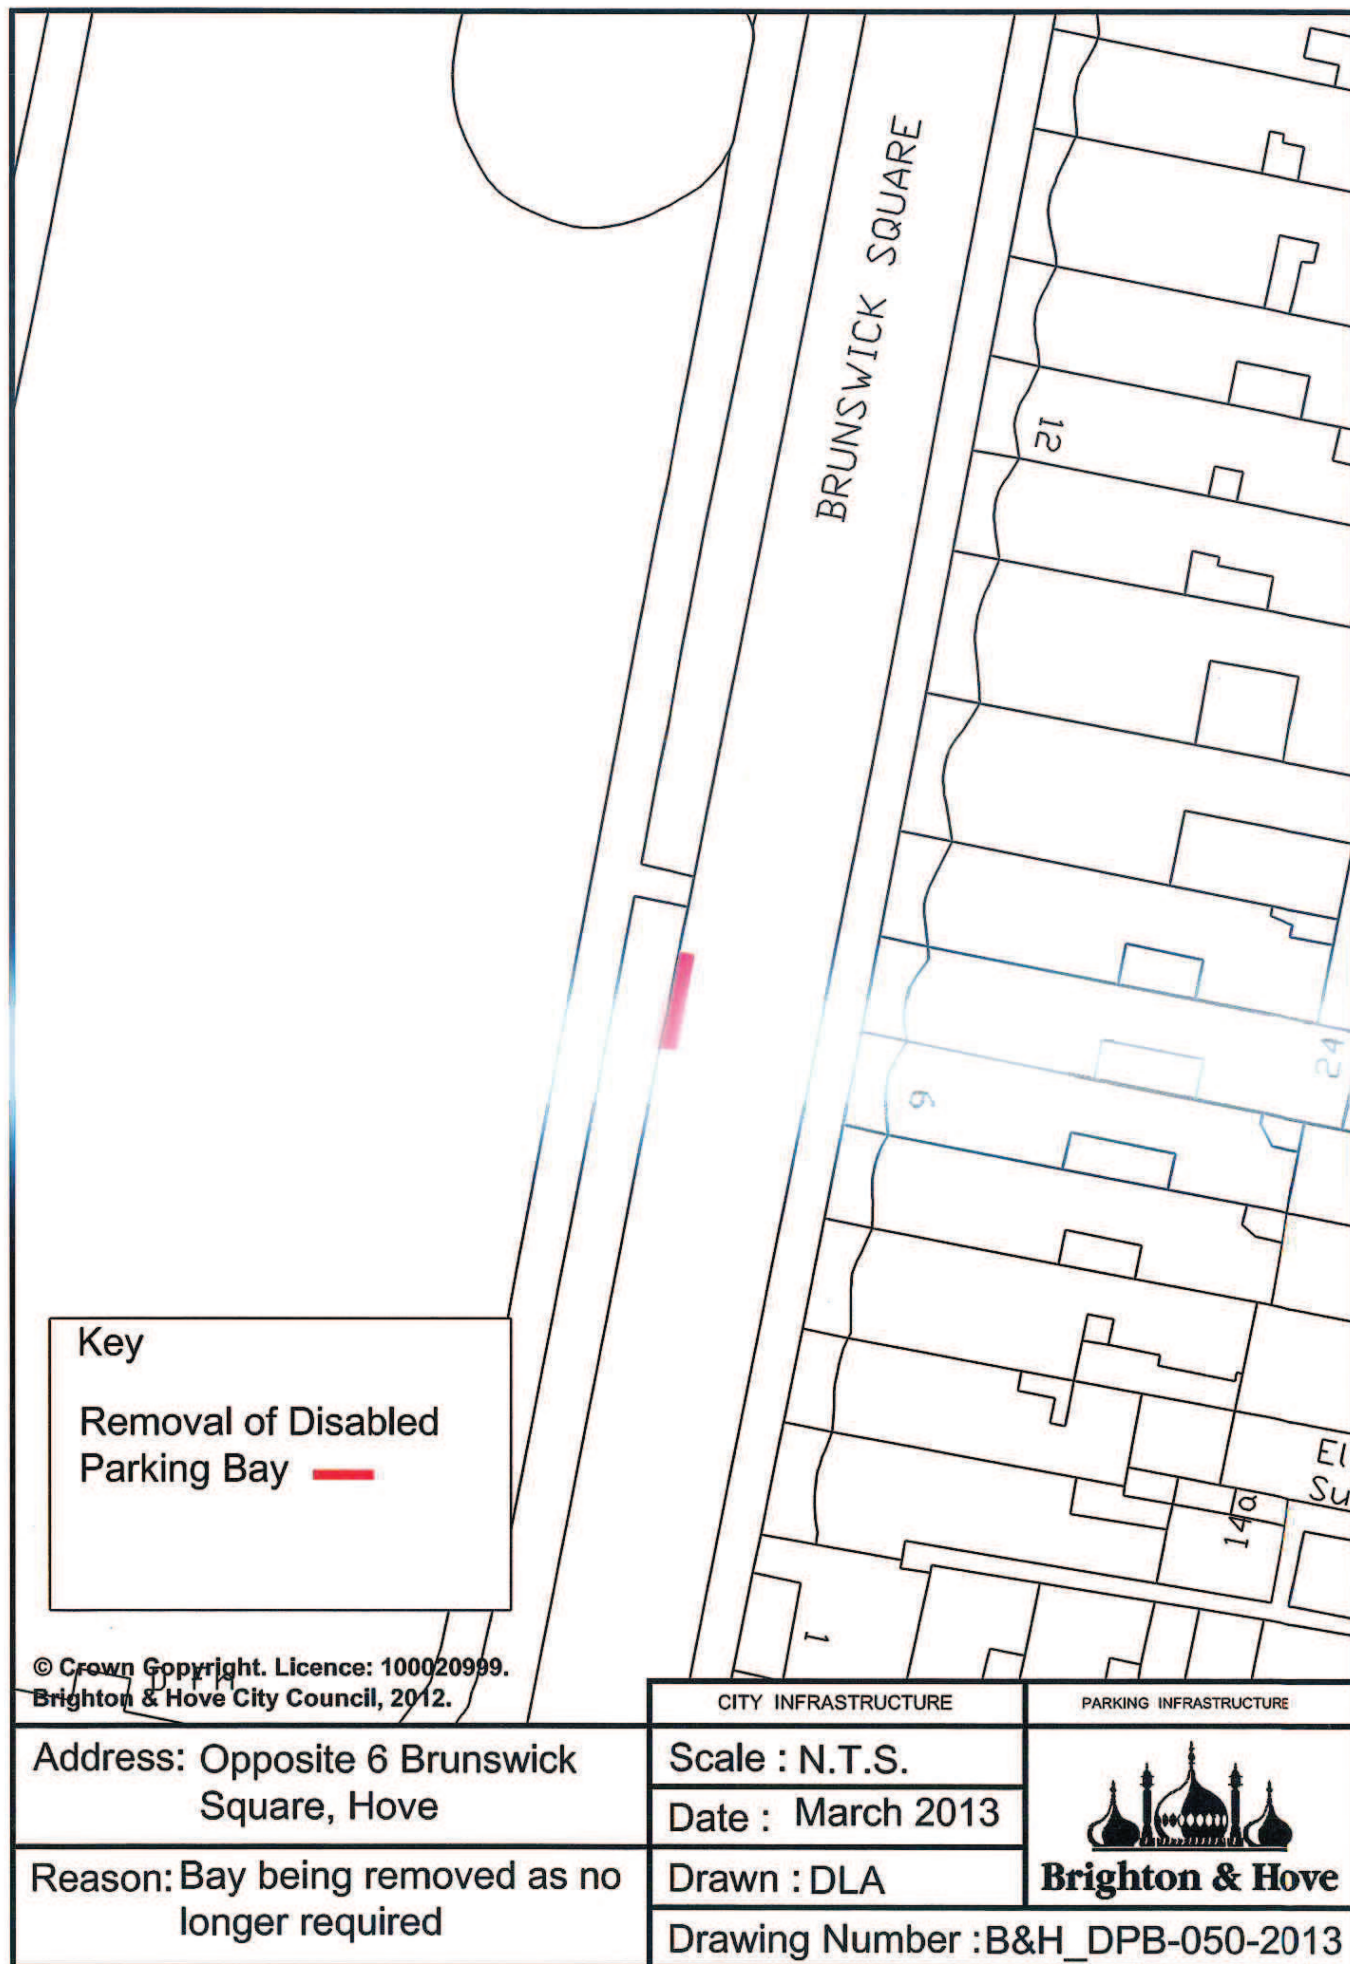 BRUNSWICK SQUARE
12
24
6
El
Su
14a
1
Key
Removal of Disabled
Parking Bay
© Crown Copyright. Licence: 100020999.
Brighton & Hove City Council, 2012.
CITY INFRASTRUCTURE
PARKING INFRASTRUCTURE
Address: Opposite 6 Brunswick
Square, Hove
Scale : N.T.S.
Date : March 2013
Reason: Bay being removed as no
longer required
Drawn : DLA
Brighton & Hove
Drawing Number : B&H_DPB-050-2013